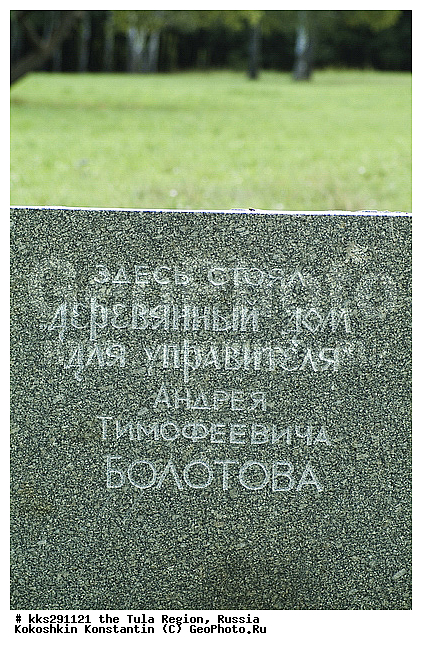 ЗДЕСЬ СТОЯЛ
деревянный дом
"для управителя"
АНДРЕЯ
ТИМОФЕЕВИЧА
БОЛОТОВА
# kks291121 the Tula Region, Russia
Kokoshkin Konstantin (C) GeoPhoto.Ru